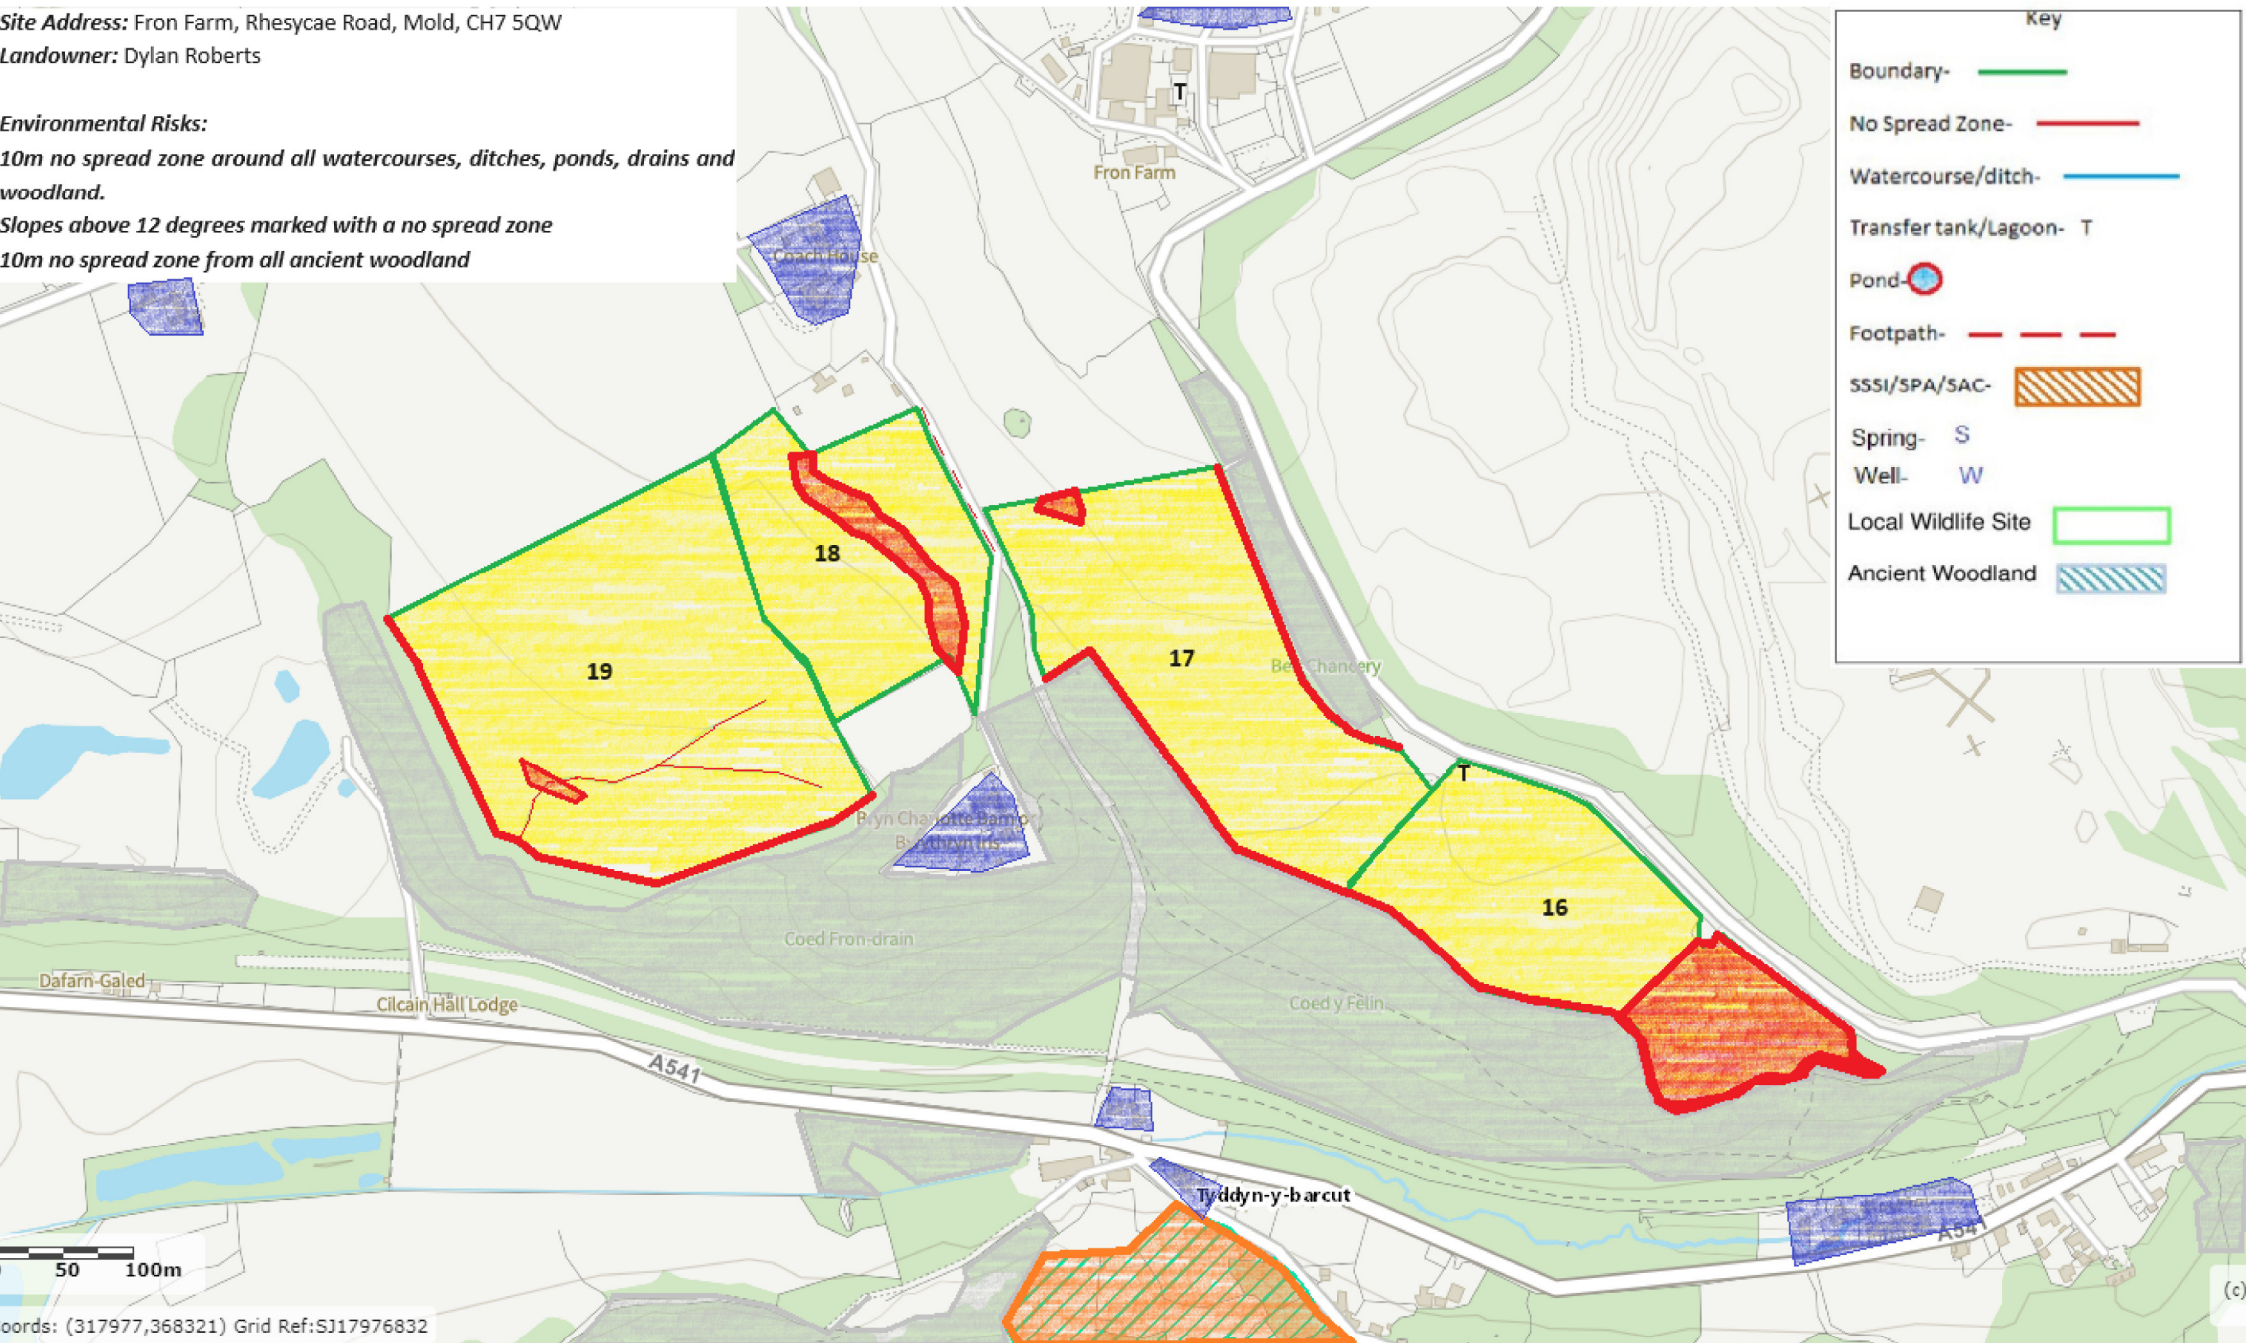 Site Address: Fron Farm, Rhesycae Road, Mold, CH7 5QW
Landowner: Dylan Roberts
Environmental Risks:
10m no spread zone around all watercourses, ditches, ponds, drains and
woodland.
Slopes above 12 degrees marked with a no spread zone
10m no spread zone from all ancient woodland
Key
Boundary-
No Spread Zone-
Watercourse/ditch-
Transfer tank/Lagoon- T
Pond-
Footpath-
SSSI/SPA/SAC-
Spring- S
Well- W
Local Wildlife Site
Ancient Woodland
T
Fron Farm
Coach House
18
19
17
Chancery
T
16
Coed Fron-drain
Coed y Felin
Dafarn-Galed
Cilcain Hall Lodge
A541
Tyddyn-y-barcut
A541
50 100m
oords: (317977,368321) Grid Ref:SJ17976832
(c)